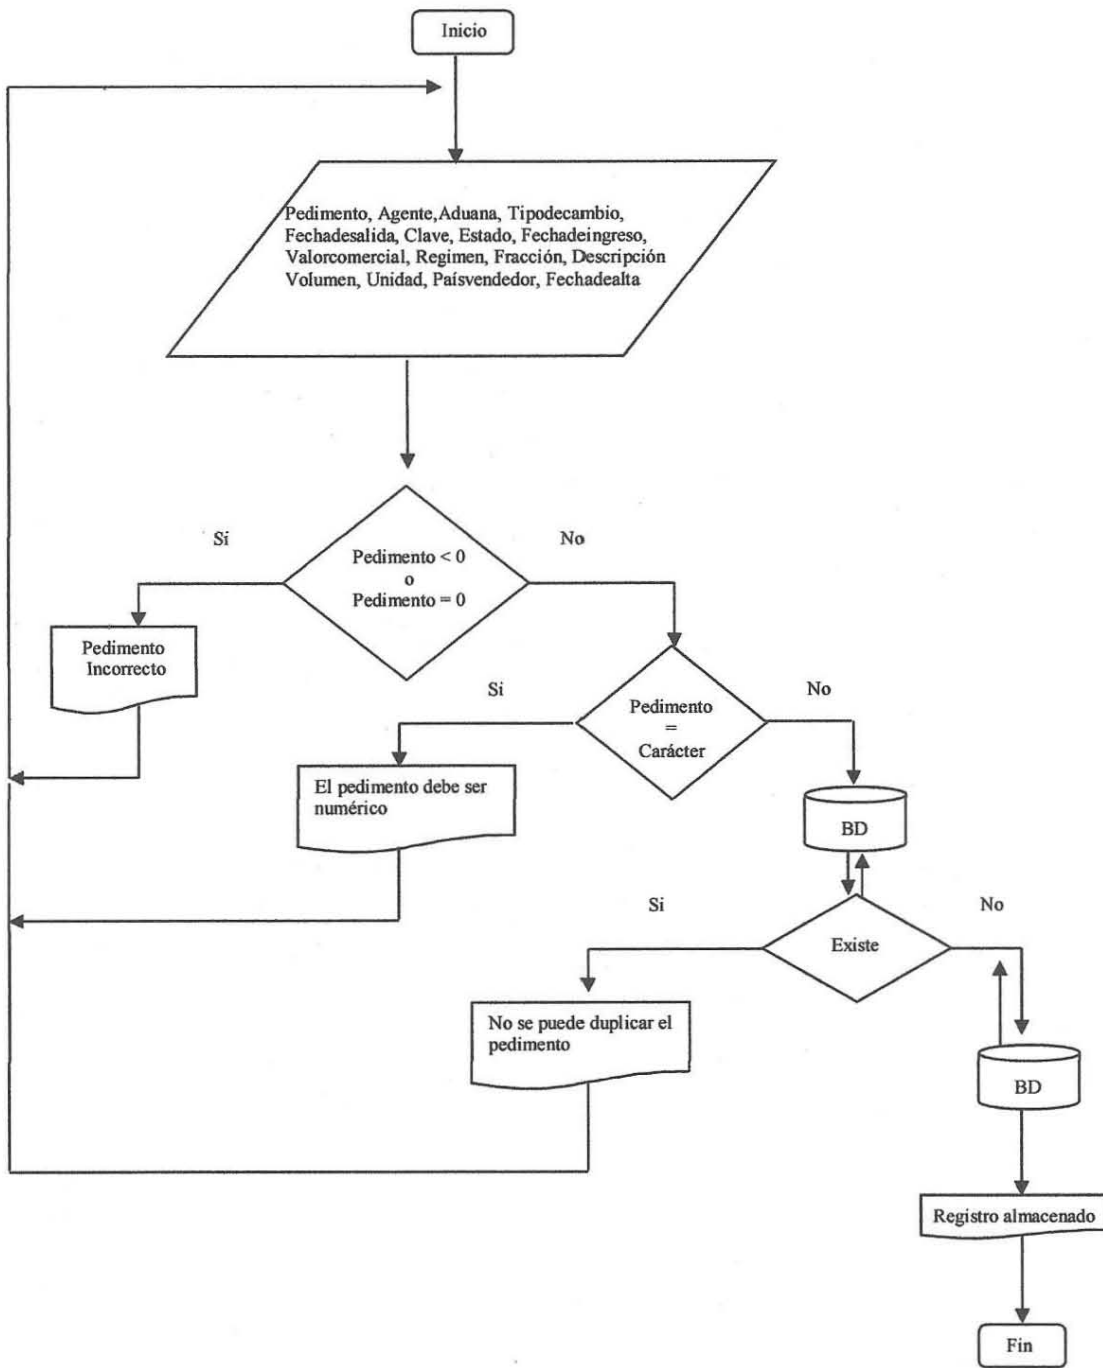 Inicio
Pedimento, Agente,Aduana, Tipodecambio,
Fechadesalida, Clave, Estado, Fechadeingreso,
Valorcomercial, Regimen, Fracción, Descripción
Volumen, Unidad, Paísvendedor, Fechadealta
Si
No
Pedimento < 0
o
Pedimento = 0
Pedimento
Incorrecto
Si
No
Pedimento
=
Carácter
El pedimento debe ser
numérico
BD
Si
No
Existe
No se puede duplicar el
pedimento
BD
Registro almacenado
Fin